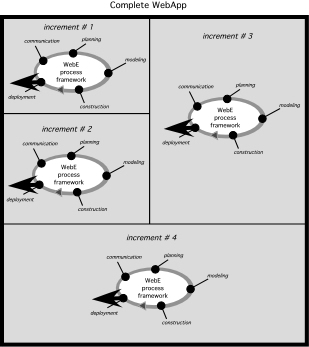 Complete WebApp
increment # 1
communication
planning
WebE
process
framework
modeling
deployment
construction
increment # 2
communication
planning
WebE
process
framework
modeling
deployment
construction
increment # 3
communication
planning
WebE
process
framework
modeling
deployment
construction
increment # 4
communication
planning
WebE
process
framework
modeling
deployment
construction